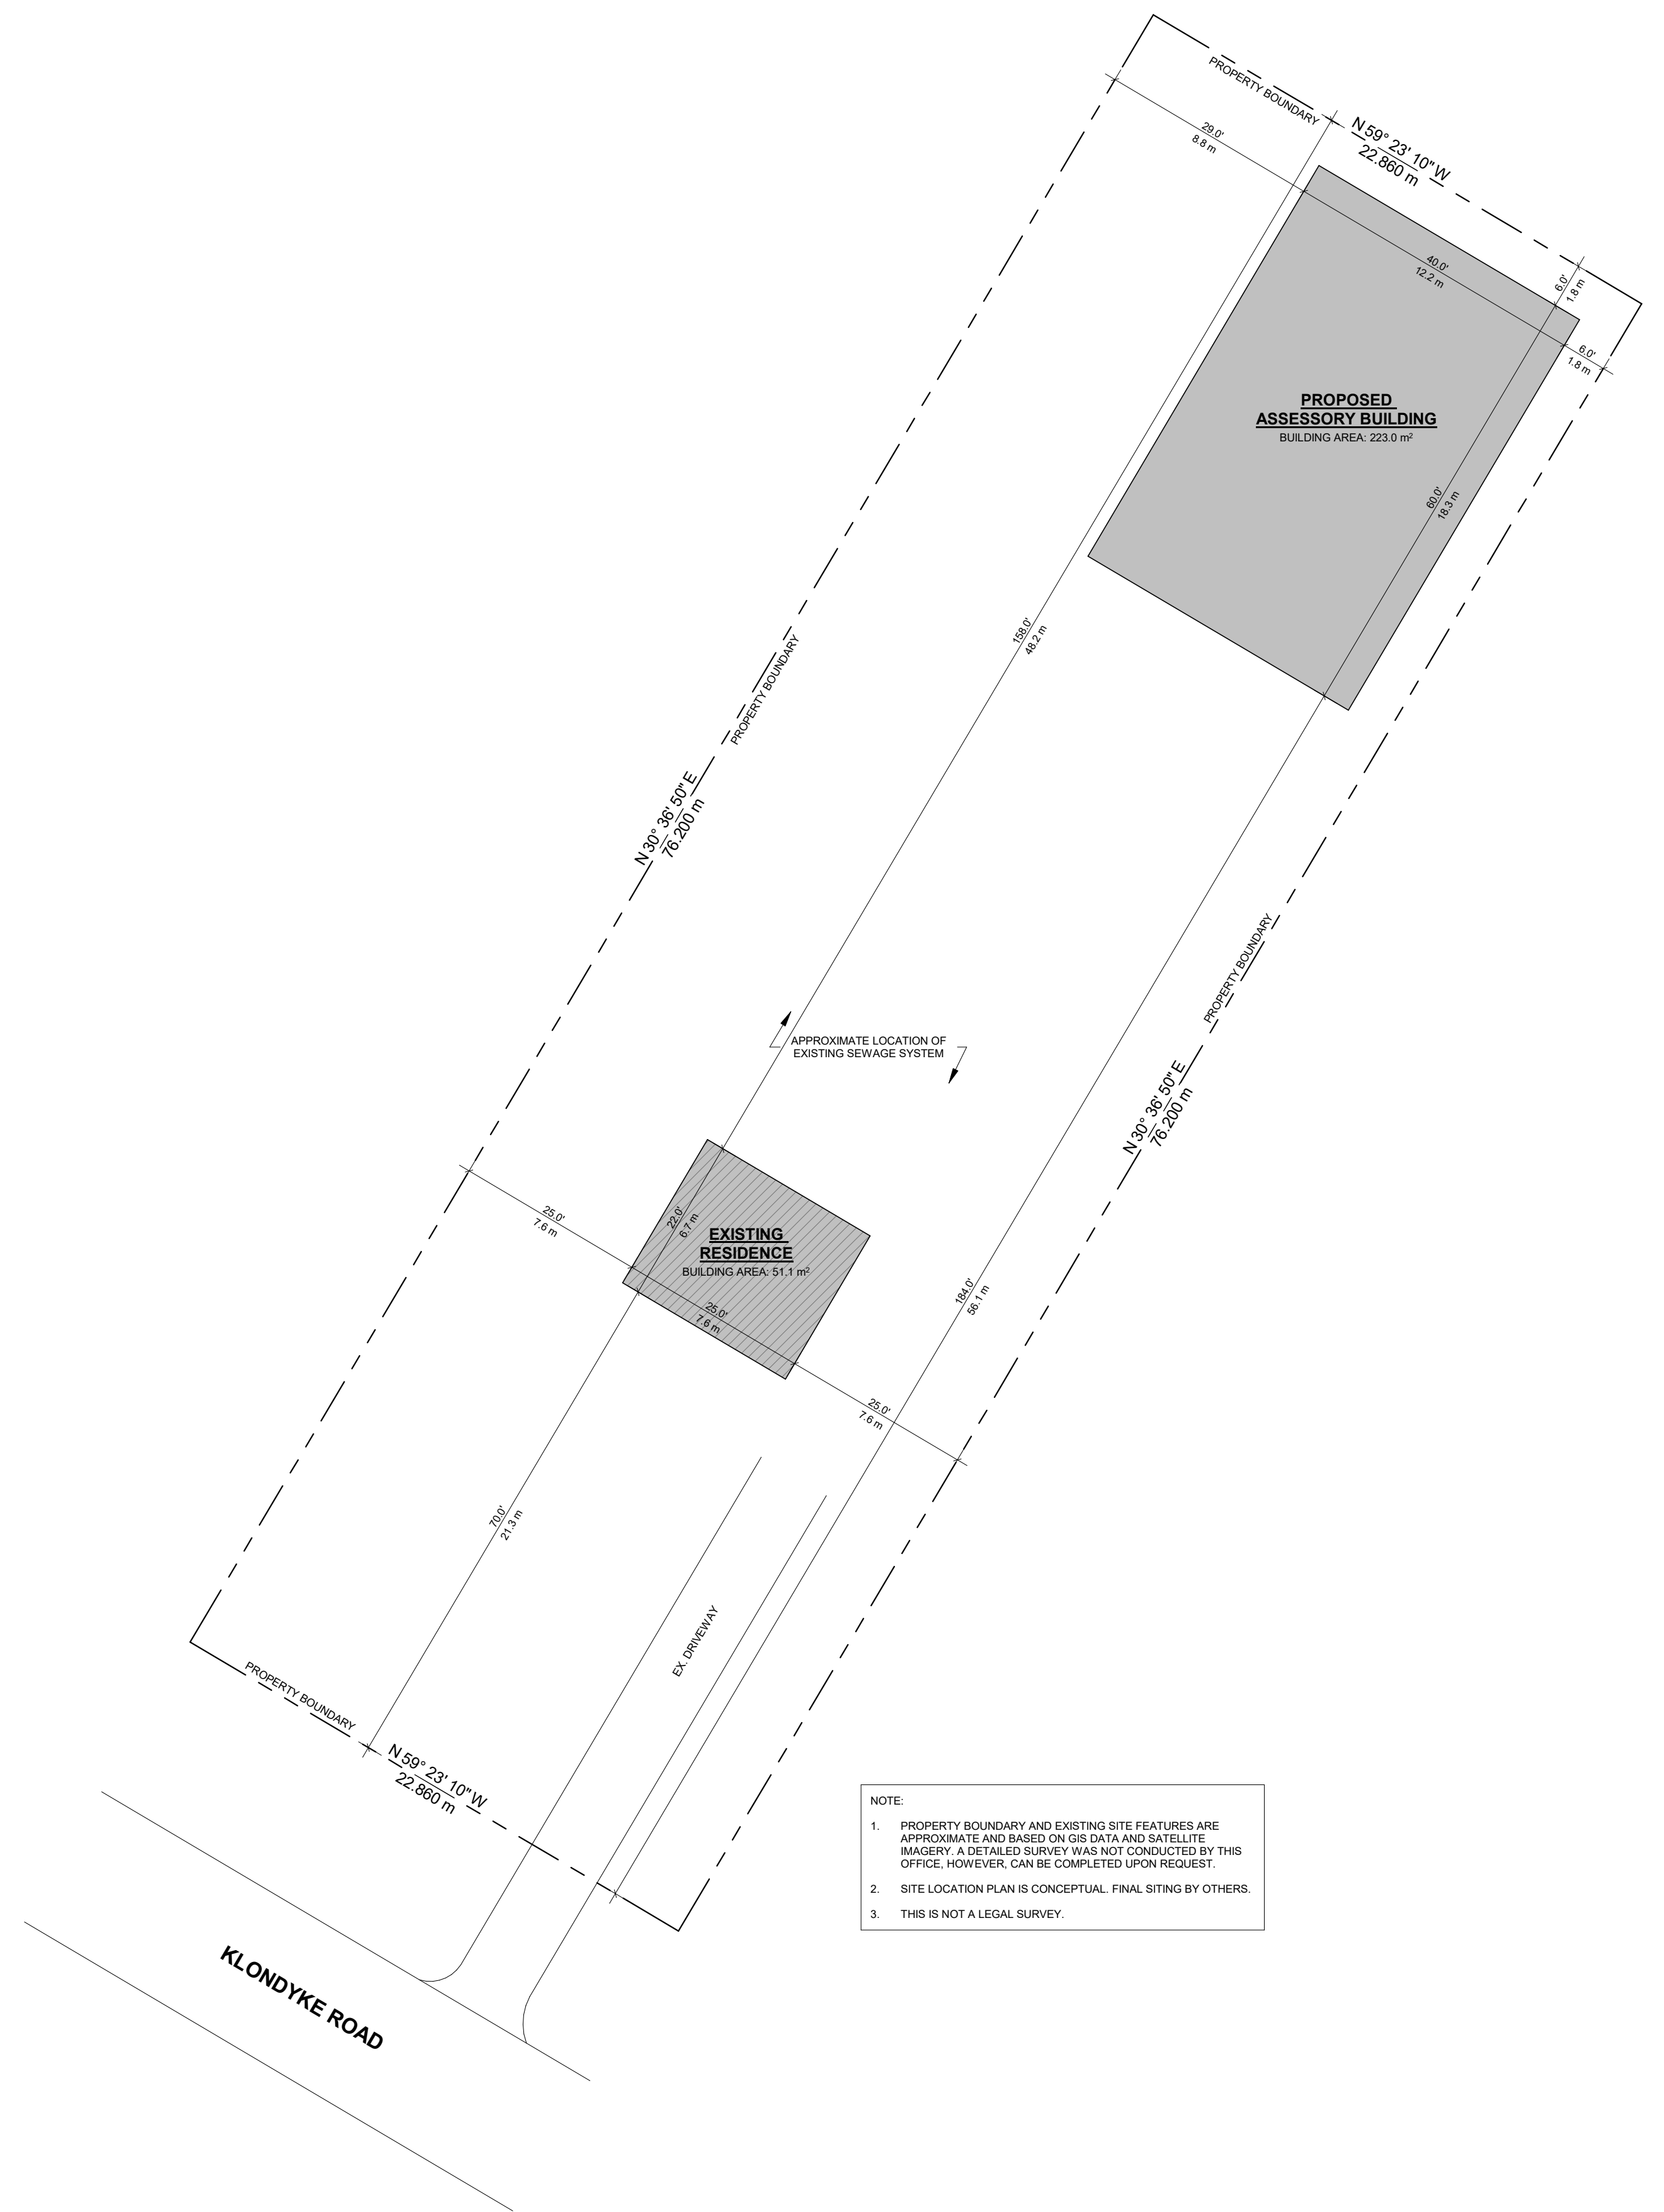 PROPERTY BOUNDARY
N 59° 23' 10" W
22.860 m
29.0'
8.8 m
40.0'
12.2 m
6.0'
1.8 m
6.0'
1.8 m
PROPOSED
ASSESSORY BUILDING
BUILDING AREA: 223.0 m²
60.0'
18.3 m
158.0'
48.2 m
PROPERTY BOUNDARY
N 30° 36' 50" E
76.200 m
PROPERTY BOUNDARY
N 30° 36' 50" E
76.200 m
APPROXIMATE LOCATION OF
EXISTING SEWAGE SYSTEM
25.0'
7.6 m
22.0'
6.7 m
EXISTING
RESIDENCE
BUILDING AREA: 51.1 m²
25.0'
7.6 m
184.0'
56.1 m
25.0'
7.6 m
70.0'
21.3 m
EX. DRIVEWAY
PROPERTY BOUNDARY
N 59° 23' 10" W
22.860 m
NOTE:
1. PROPERTY BOUNDARY AND EXISTING SITE FEATURES ARE
APPROXIMATE AND BASED ON GIS DATA AND SATELLITE
IMAGERY. A DETAILED SURVEY WAS NOT CONDUCTED BY THIS
OFFICE, HOWEVER, CAN BE COMPLETED UPON REQUEST.
2. SITE LOCATION PLAN IS CONCEPTUAL. FINAL SITING BY OTHERS.
3. THIS IS NOT A LEGAL SURVEY.
KLONDYKE ROAD